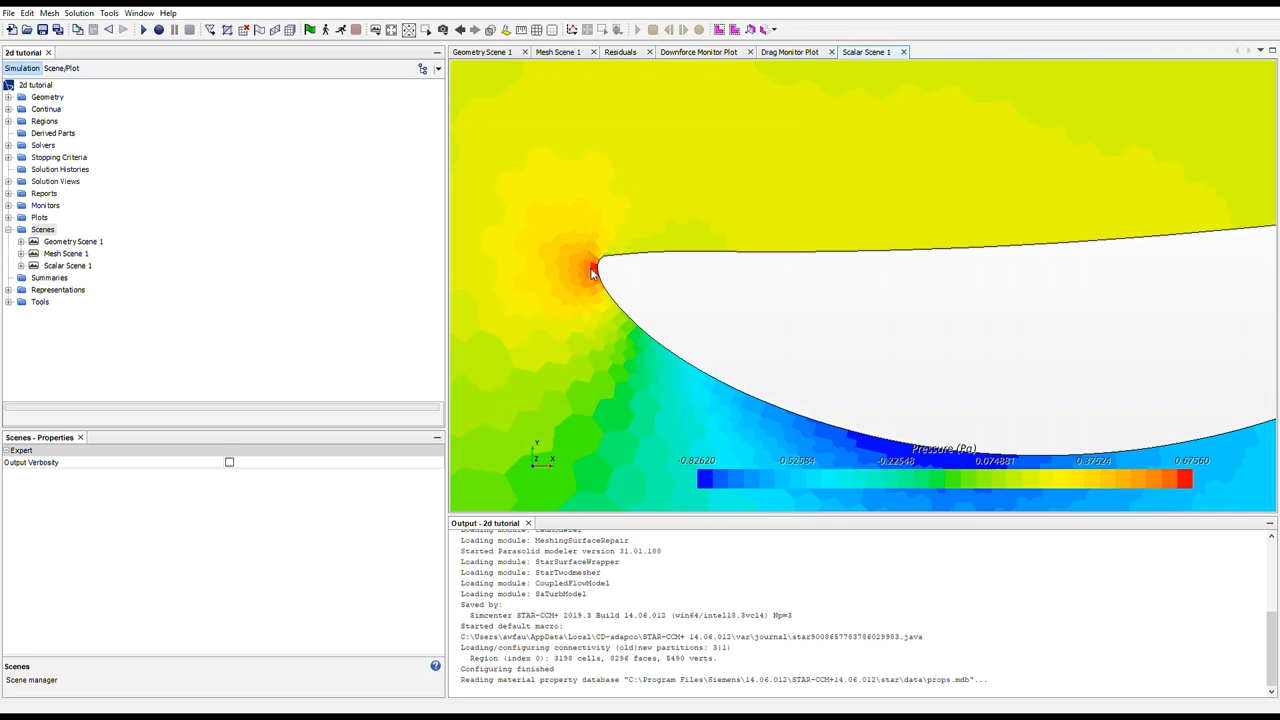 File Edit Mesh Solution Tools Window Help
2d tutorial
Simulation Scene/Plot
2d tutorial
Geometry
Continua
Regions
Derived Parts
Solvers
Stopping Criteria
Solution Histories
Solution Views
Reports
Monitors
Plots
Scenes
Geometry Scene 1
Mesh Scene 1
Scalar Scene 1
Summaries
Representations
Tools
Scenes - Properties
Expert
Output Verbosity
Scenes
Scene manager
Geometry Scene 1 Mesh Scene 1 Residuals Downforce Monitor Plot Drag Monitor Plot Scalar Scene 1
Y
Z X
Pressure (Pa)
-0.82620 -0.52584 -0.22548 0.074881 0.37524 0.67560
Output - 2d tutorial
Loading module: CadModeler
Loading module: MeshingSurfaceRepair
Started Parasolid modeler version 31.01.188
Loading module: StarSurfaceWrapper
Loading module: StarTwodmesher
Loading module: CoupledFlowModel
Loading module: SaTurbModel
Saved by:
Simcenter STAR-CCM+ 2019.3 Build 14.06.012 (win64/intel18.3vc14) Np=3
Started default macro:
C:\Users\awfau\AppData\Local\CD-adapco\STAR-CCM+ 14.06.012\var\journal\star9008657783786029983.java
Loading/configuring connectivity (old|new partitions: 3|1)
Region (index 0): 3198 cells, 8296 faces, 5490 verts.
Configuring finished
Reading material property database "C:\Program Files\Siemens\14.06.012\STAR-CCM+14.06.012\star\data\props.mdb"...